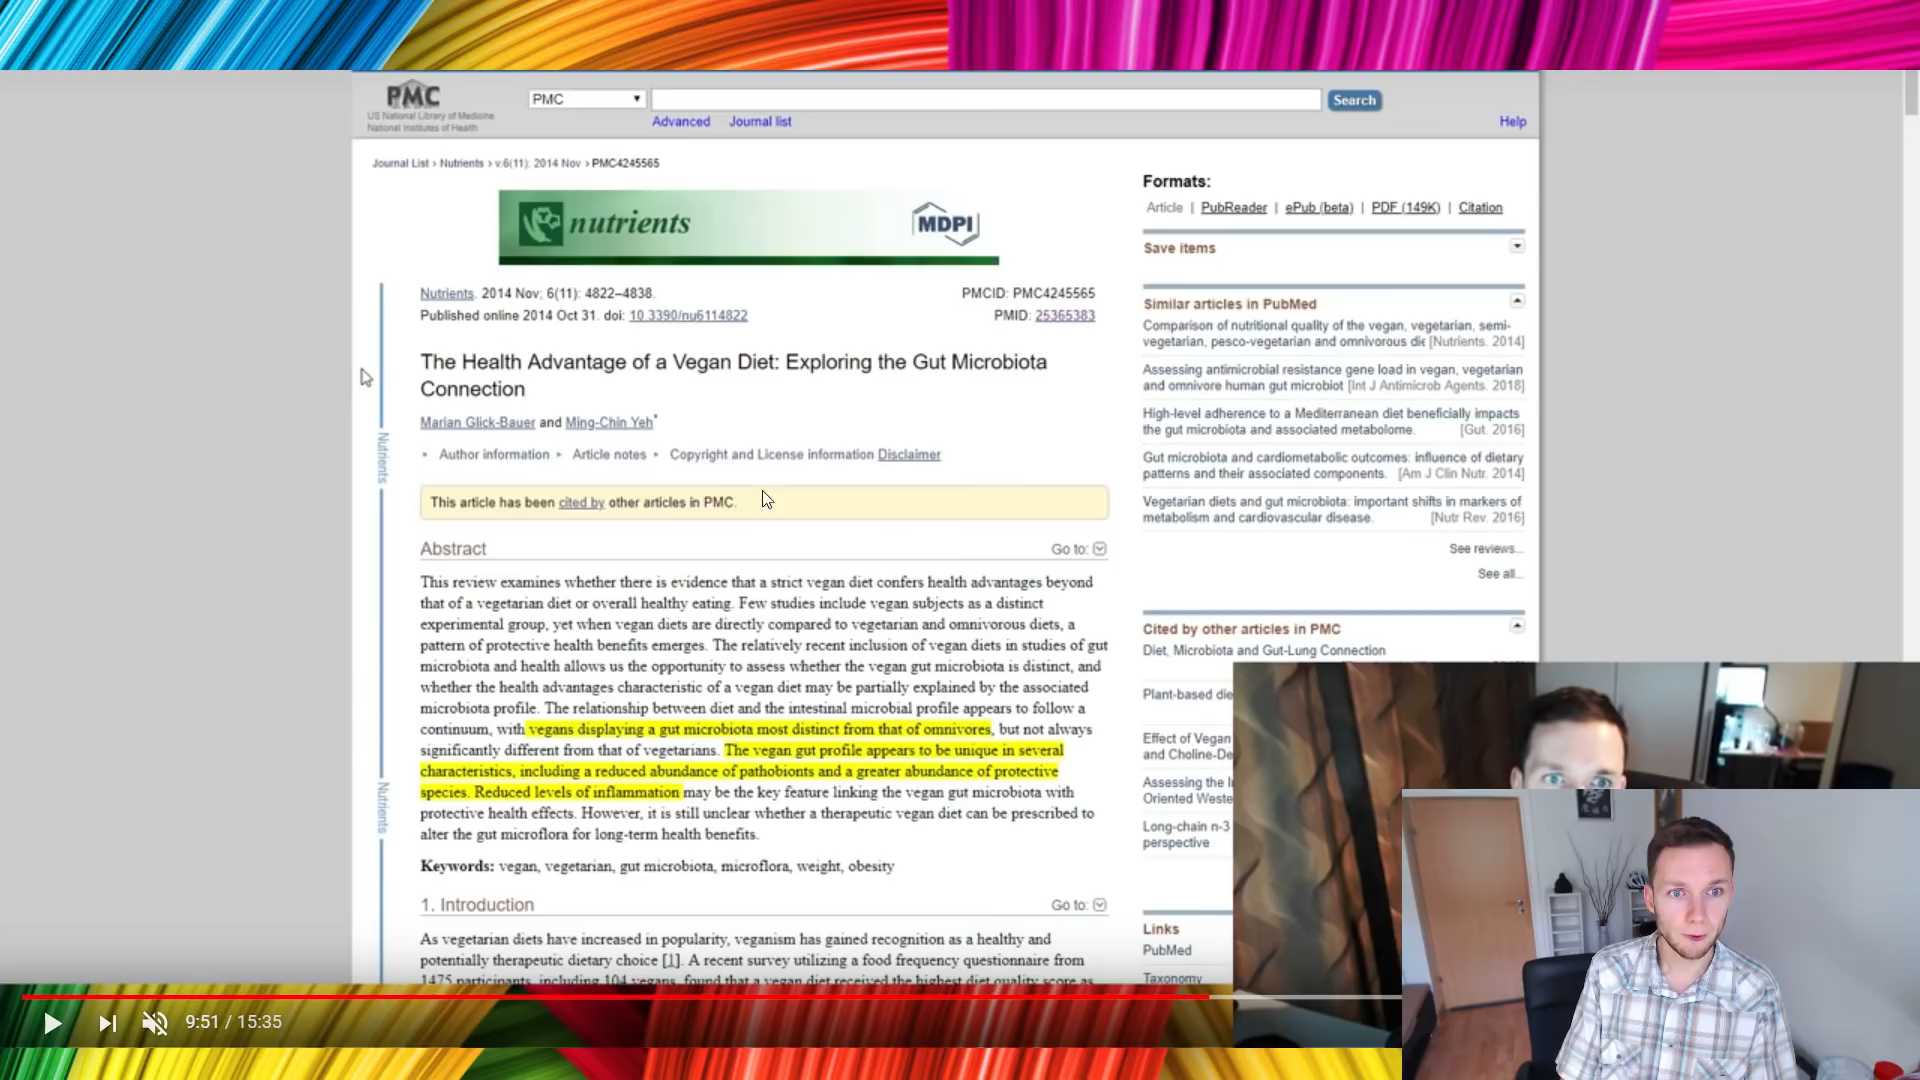 PMC
US National Library of Medicine
National Institutes of Health
PMC
Search
Advanced Journal list
Help
Journal List > Nutrients > v.6(11); 2014 Nov > PMC4245565
nutrients
MDPI
Nutrients. 2014 Nov; 6(11): 4822–4838.
PMCID: PMC4245565
Published online 2014 Oct 31. doi: 10.3390/nu6114822
PMID: 25365383
The Health Advantage of a Vegan Diet: Exploring the Gut Microbiota
Connection
Marian Glick-Bauer and Ming-Chin Yeh*
Author information Article notes Copyright and License information Disclaimer
This article has been cited by other articles in PMC.
Abstract
Go to:
This review examines whether there is evidence that a strict vegan diet confers health advantages beyond
that of a vegetarian diet or overall healthy eating. Few studies include vegan subjects as a distinct
experimental group, yet when vegan diets are directly compared to vegetarian and omnivorous diets, a
pattern of protective health benefits emerges. The relatively recent inclusion of vegan diets in studies of gut
microbiota and health allows us the opportunity to assess whether the vegan gut microbiota is distinct, and
whether the health advantages characteristic of a vegan diet may be partially explained by the associated
microbiota profile. The relationship between diet and the intestinal microbial profile appears to follow a
continuum, with vegans displaying a gut microbiota most distinct from that of omnivores, but not always
significantly different from that of vegetarians. The vegan gut profile appears to be unique in several
characteristics, including a reduced abundance of pathobionts and a greater abundance of protective
species. Reduced levels of inflammation may be the key feature linking the vegan gut microbiota with
protective health effects. However, it is still unclear whether a therapeutic vegan diet can be prescribed to
alter the gut microflora for long-term health benefits.
Keywords: vegan, vegetarian, gut microbiota, microflora, weight, obesity
1. Introduction
Go to:
As vegetarian diets have increased in popularity, veganism has gained recognition as a healthy and
potentially therapeutic dietary choice [1]. A recent survey utilizing a food frequency questionnaire from
1475 participants, including 104 vegans, found that a vegan diet received the highest diet quality score as
Nutrients
Nutrients
Formats:
Article | PubReader | ePub (beta) | PDF (149K) | Citation
Save items
Similar articles in PubMed
Comparison of nutritional quality of the vegan, vegetarian, semi-
vegetarian, pesco-vegetarian and omnivorous die [Nutrients. 2014]
Assessing antimicrobial resistance gene load in vegan, vegetarian
and omnivore human gut microbiot [Int J Antimicrob Agents. 2018]
High-level adherence to a Mediterranean diet beneficially impacts
the gut microbiota and associated metabolome. [Gut. 2016]
Gut microbiota and cardiometabolic outcomes: influence of dietary
patterns and their associated components. [Am J Clin Nutr. 2014]
Vegetarian diets and gut microbiota: important shifts in markers of
metabolism and cardiovascular disease. [Nutr Rev. 2016]
See reviews...
See all...
Cited by other articles in PMC
Diet, Microbiota and Gut-Lung Connection
Plant-based die
Effect of Vegan
and Choline-De
Assessing the I
Oriented Weste
Long-chain n-3
perspective
Links
PubMed
Taxonomy
9:51 / 15:35